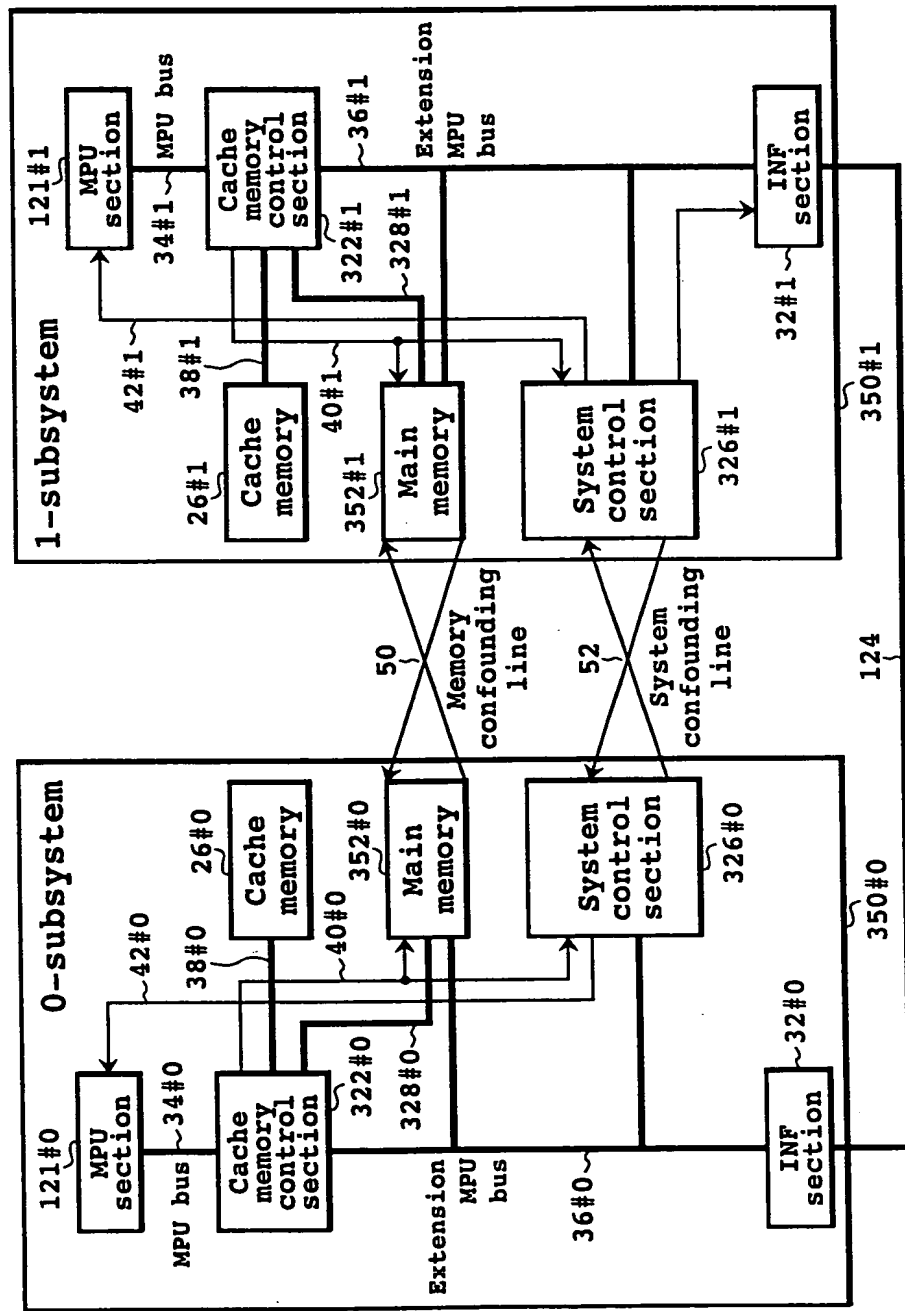 0-subsystem
121#0
MPU
section
MPU bus
34#0
42#0
Cache
memory
control
section
322#0
38#0
26#0
Cache
memory
40#0
328#0
352#0
Main
memory
Extension
MPU
bus
36#0
System
control
section
326#0
INF
section
32#0
350#0
50
Memory
confounding
line
52
System
confounding
line
124
1-subsystem
121#1
MPU
section
34#1
MPU bus
42#1
Cache
memory
control
section
322#1
38#1
26#1
Cache
memory
40#1
328#1
352#1
Main
memory
36#1
Extension
MPU
bus
System
control
section
326#1
INF
section
32#1
350#1